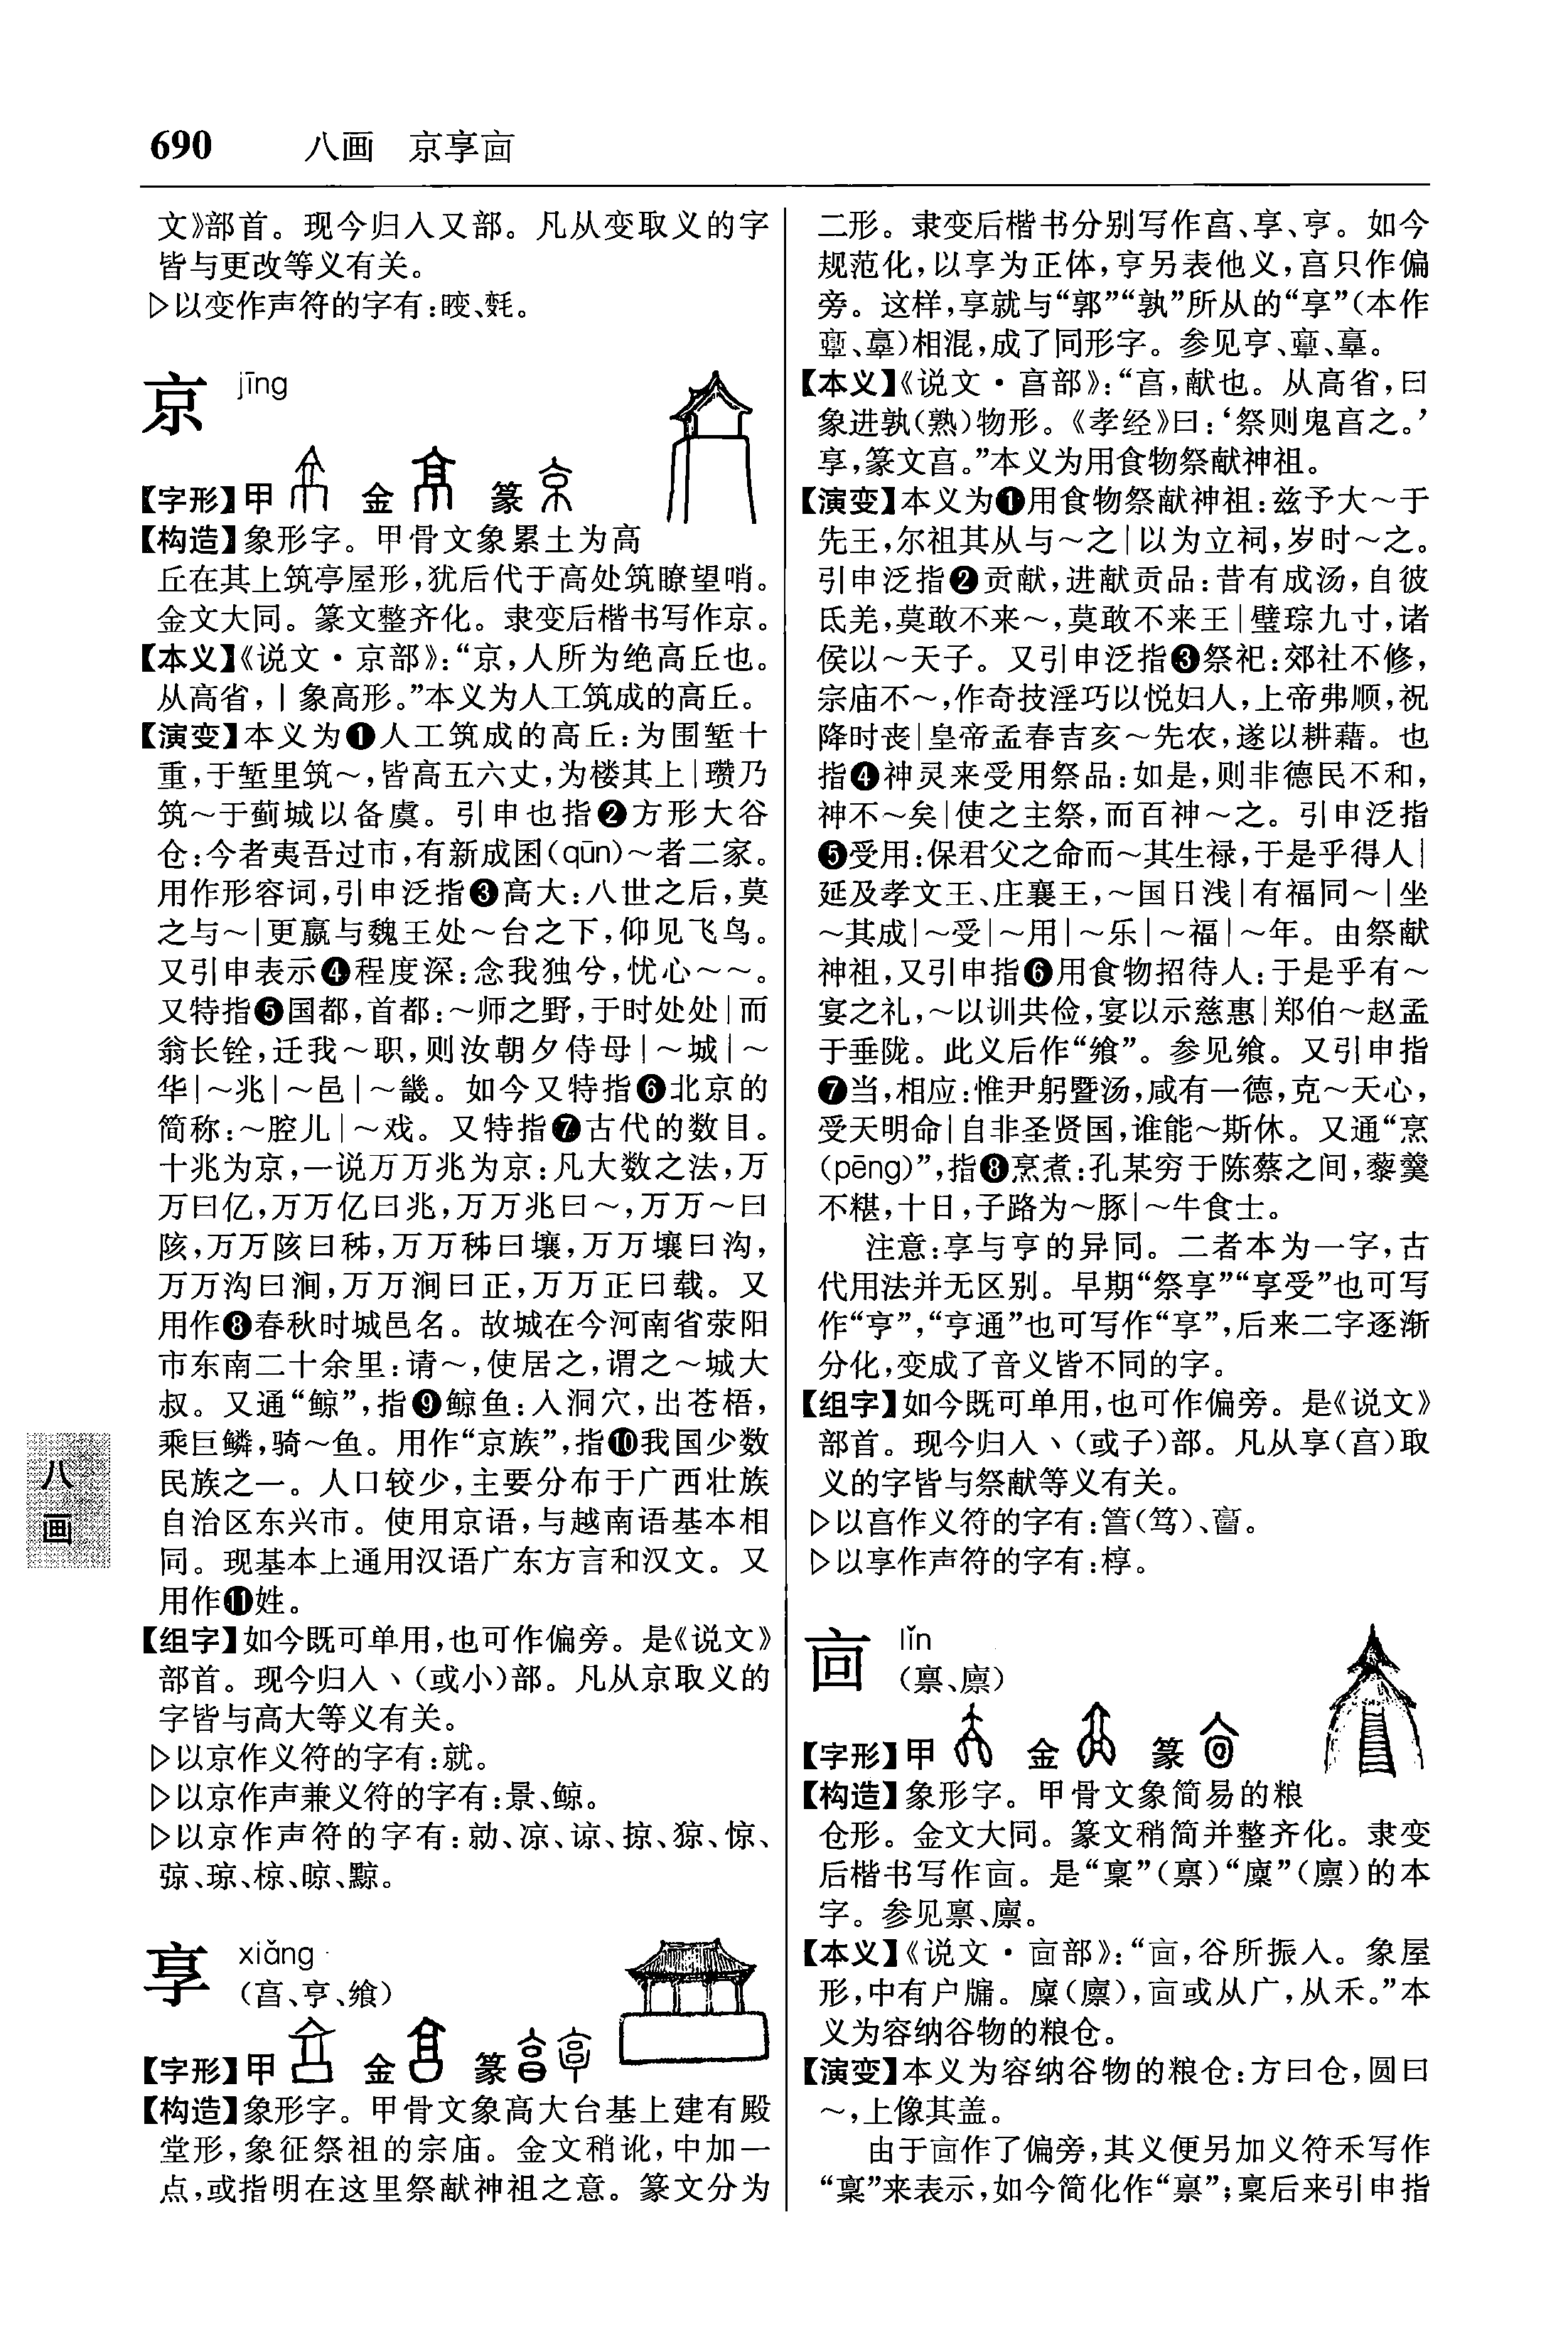 690 八画 京享亩
文》部首。现今归入又部。凡从变取义的字
皆与更改等义有关。
▷以变作声符的字有:
京 jīng
【字形】甲 金 篆
【构造】象形字。甲骨文象累土为高
丘在其上筑亭屋形,犹后代于高处筑瞭望哨。
金文大同。篆文整齐化。隶变后楷书写作京。
【本义】《说文·京部》:“京,人所为绝高丘也。
从高省,丨象高形。”本义为人工筑成的高丘。
【演变】本义为❶人工筑成的高丘:为围堑十
重,于堑里筑~,皆高五六丈,为楼其上|瓒乃
筑~于蓟城以备虞。引申也指❷方形大谷
仓:今者夷吾过市,有新成囷(qūn)~者二家。
用作形容词,引申泛指❸高大:八世之后,莫
之与~|更嬴与魏王处~台之下,仰见飞鸟。
又引申表示❹程度深:念我独兮,忧心~~。
又特指❺国都,首都:~师之野,于时处处|而
翁长铨,迁我~职,则汝朝夕侍母|~城|~
华|~兆|~邑|~畿。如今又特指❻北京的
简称:~腔儿|~戏。又特指❼古代的数目。
十兆为京,一说万万兆为京:凡大数之法,万
万曰亿,万万亿曰兆,万万兆曰~,万万~曰
陔,万万陔曰秭,万万秭曰壤,万万壤曰沟,
万万沟曰涧,万万涧曰正,万万正曰载。又
用作❽春秋时城邑名。故城在今河南省荥阳
市东南二十余里:请~,使居之,谓之~城大
叔。又通“鲸”,指❾鲸鱼:入洞穴,出苍梧,
乘巨鳞,骑~鱼。用作“京族”,指❿我国少数
民族之一。人口较少,主要分布于广西壮族
自治区东兴市。使用京语,与越南语基本相
同。现基本上通用汉语广东方言和汉文。又
用作⓫姓。
【组字】如今既可单用,也可作偏旁。是《说文》
部首。现今归入丶(或小)部。凡从京取义的
字皆与高大等义有关。
▷以京作义符的字有:就。
▷以京作声兼义符的字有:景、鲸。
▷以京作声符的字有:勍、凉、谅、掠、猄、惊、
弶、琼、椋、晾、黥。
享 xiǎng
(亯、亨、飨)
【字形】甲 金 篆
【构造】象形字。甲骨文象高大台基上建有殿
堂形,象征祭祖的宗庙。金文稍讹,中加一
点,或指明在这里祭献神祖之意。篆文分为
二形。隶变后楷书分别写作亯、享、亨。如今
规范化,以享为正体,亨另表他义,亯只作偏
旁。这样,享就与“郭”“孰”所从的“享”(本作
𩫏、𦎫)相混,成了同形字。参见亨、𩫏、𦎫。
【本义】《说文·亯部》:“亯,献也。从高省,曰
象进孰(熟)物形。《孝经》曰:‘祭则鬼亯之。’
享,篆文亯。”本义为用食物祭献神祖。
【演变】本义为❶用食物祭献神祖:兹予大~于
先王,尔祖其从与~之|以为立祠,岁时~之。
引申泛指❷贡献,进献贡品:昔有成汤,自彼
氐羌,莫敢不来~,莫敢不来王|璧琮九寸,诸
侯以~天子。又引申泛指❸祭祀:郊社不修,
宗庙不~,作奇技淫巧以悦妇人,上帝弗顺,祝
降时丧|皇帝孟春吉亥~先农,遂以耕藉。也
指❹神灵来受用祭品:如是,则非德民不和,
神不~矣|使之主祭,而百神~之。引申泛指
❺受用:保君父之命而~其生禄,于是乎得人|
延及孝文王、庄襄王,~国日浅|有福同~|坐
~其成|~受|~用|~乐|~福|~年。由祭献
神祖,又引申指❻用食物招待人:于是乎有~
宴之礼,~以训共俭,宴以示慈惠|郑伯~赵孟
于垂陇。此义后作“飨”。参见飨。又引申指
❼当,相应:惟尹躬暨汤,咸有一德,克~天心,
受天明命|自非圣贤国,谁能~斯休。又通“烹
(pēng)”,指❽烹煮:孔某穷于陈蔡之间,藜羹
不糂,十日,子路为~豚|~牛食士。
注意:享与亨的异同。二者本为一字,古
代用法并无区别。早期“祭享”“享受”也可写
作“亨”,“亨通”也可写作“享”,后来二字逐渐
分化,变成了音义皆不同的字。
【组字】如今既可单用,也可作偏旁。是《说文》
部首。现今归入丶(或子)部。凡从享(亯)取
义的字皆与祭献等义有关。
▷以亯作义符的字有:䈞(笃)、𠶷。
▷以享作声符的字有:椁。
㐭 lǐn
(禀、廪)
【字形】甲 金 篆
【构造】象形字。甲骨文象简易的粮
仓形。金文大同。篆文稍简并整齐化。隶变
后楷书写作㐭。是“稟”(禀)“廩”(廪)的本
字。参见禀、廪。
【本义】《说文·㐭部》:“㐭,谷所振入。象屋
形,中有户牖。廩(廪),㐭或从广,从禾。”本
义为容纳谷物的粮仓。
【演变】本义为容纳谷物的粮仓:方曰仓,圆曰
~,上像其盖。
由于㐭作了偏旁,其义便另加义符禾写作
“稟”来表示,如今简化作“禀”;稟后来引申指
八画